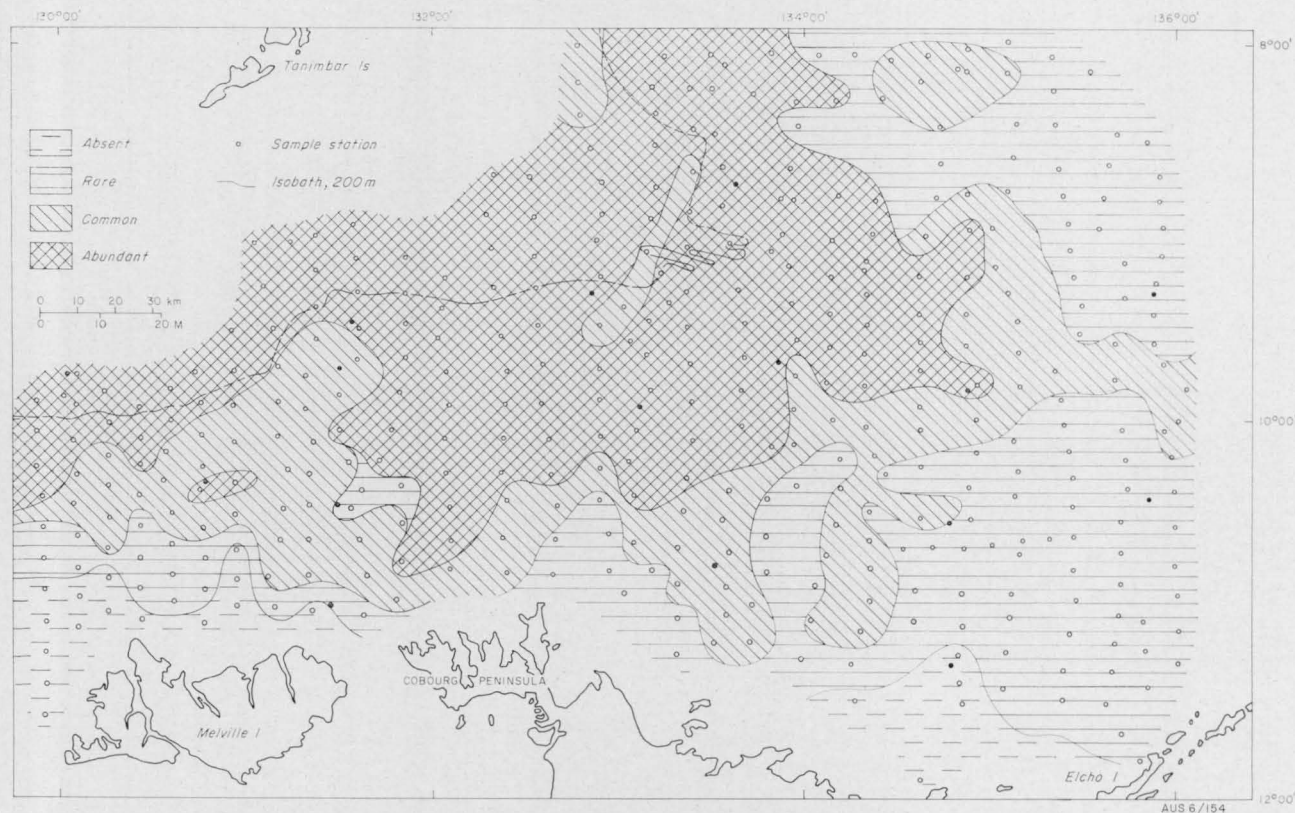 130°00' 132°00' 134°00' 136°00'
8°00'
Tanimbar Is
Absent
Sample station
Rare
Isobath, 200m
Common
Abundant
0 10 20 30 km
0 10 20 M
10°00'
COBOURG PENINSULA
Melville I
Elcho I
12°00'
AUS 6/154